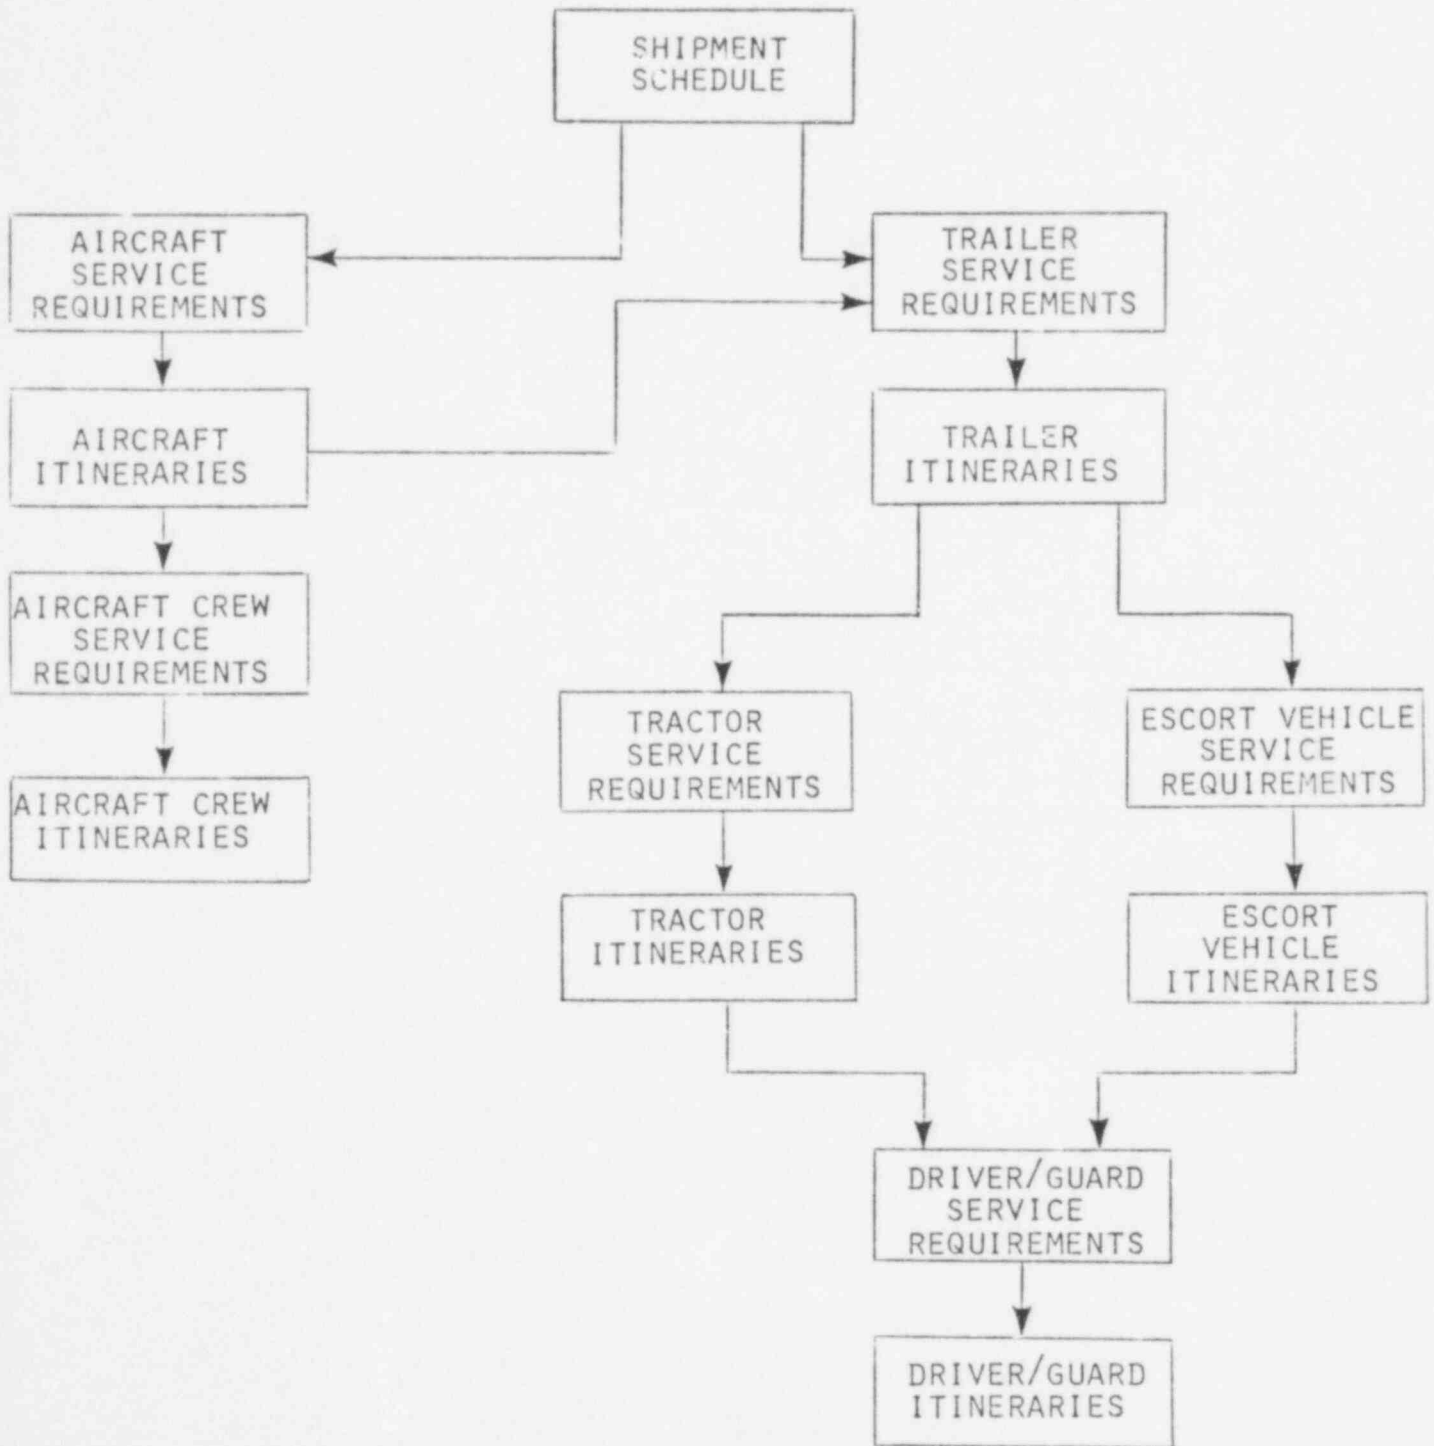 SHIPMENT
SCHEDULE
AIRCRAFT
SERVICE
REQUIREMENTS
TRAILER
SERVICE
REQUIREMENTS
AIRCRAFT
ITINERARIES
TRAILER
ITINERARIES
AIRCRAFT CREW
SERVICE
REQUIREMENTS
AIRCRAFT CREW
ITINERARIES
TRACTOR
SERVICE
REQUIREMENTS
ESCORT VEHICLE
SERVICE
REQUIREMENTS
TRACTOR
ITINERARIES
ESCORT
VEHICLE
ITINERARIES
DRIVER/GUARD
SERVICE
REQUIREMENTS
DRIVER/GUARD
ITINERARIES